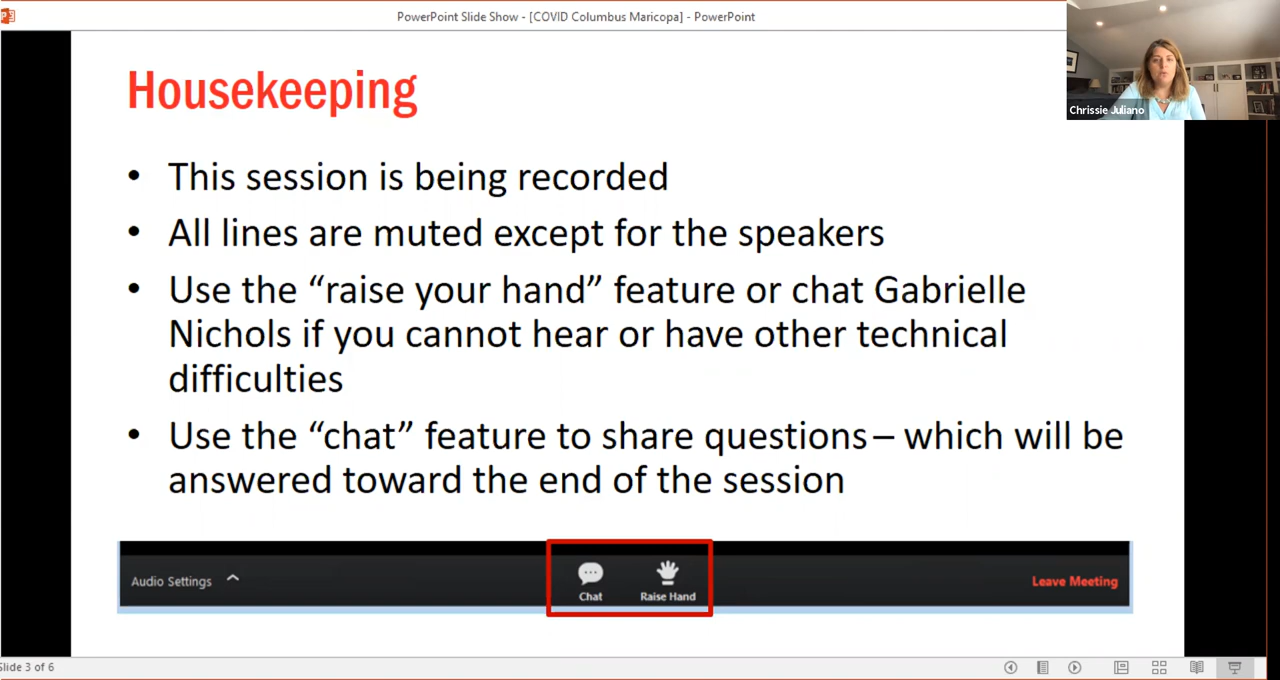 PowerPoint Slide Show - [COVID Columbus Maricopa] - PowerPoint
Chrissie Juliano
Housekeeping
• This session is being recorded
• All lines are muted except for the speakers
• Use the “raise your hand” feature or chat Gabrielle
Nichols if you cannot hear or have other technical
difficulties
• Use the “chat” feature to share questions – which will be
answered toward the end of the session
Audio Settings
Chat
Raise Hand
Leave Meeting
Slide 3 of 6